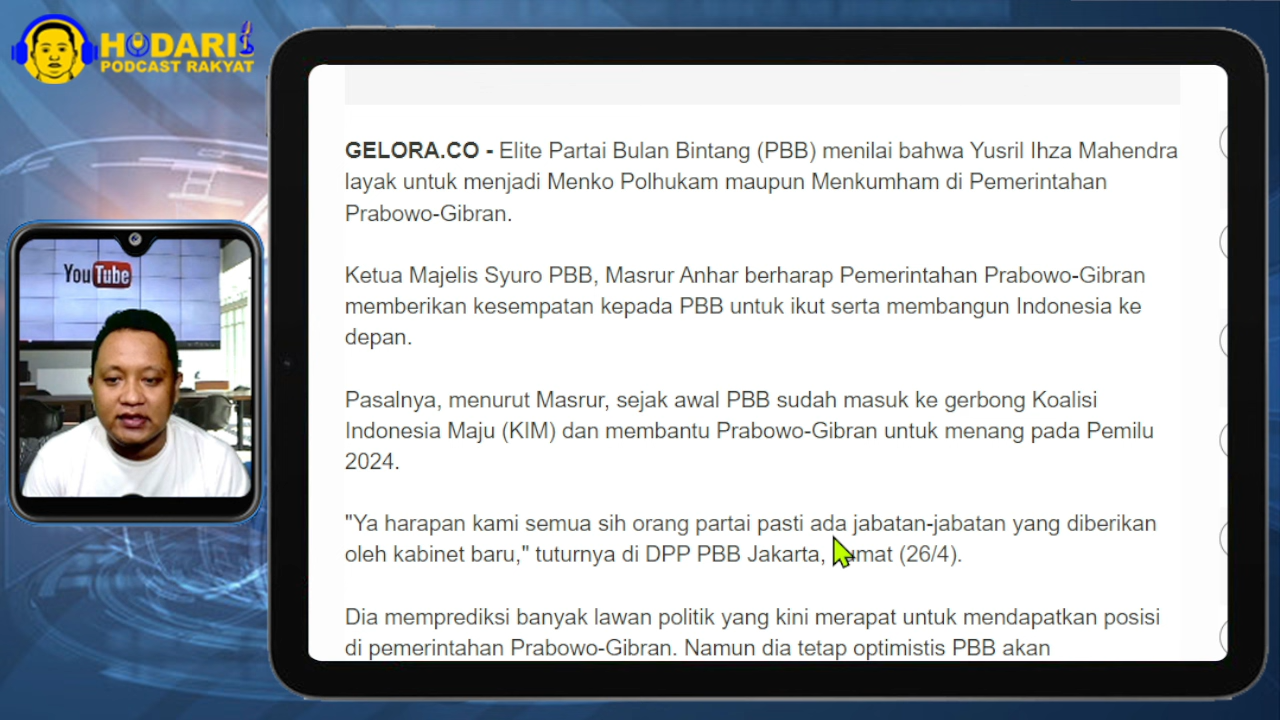 HODARI
PODCAST RAKYAT
YouTube
GELORA.CO - Elite Partai Bulan Bintang (PBB) menilai bahwa Yusril Ihza Mahendra
layak untuk menjadi Menko Polhukam maupun Menkumham di Pemerintahan
Prabowo-Gibran.
Ketua Majelis Syuro PBB, Masrur Anhar berharap Pemerintahan Prabowo-Gibran
memberikan kesempatan kepada PBB untuk ikut serta membangun Indonesia ke
depan.
Pasalnya, menurut Masrur, sejak awal PBB sudah masuk ke gerbong Koalisi
Indonesia Maju (KIM) dan membantu Prabowo-Gibran untuk menang pada Pemilu
2024.
"Ya harapan kami semua sih orang partai pasti ada jabatan-jabatan yang diberikan
oleh kabinet baru," tuturnya di DPP PBB Jakarta, Jumat (26/4).
Dia memprediksi banyak lawan politik yang kini merapat untuk mendapatkan posisi
di pemerintahan Prabowo-Gibran. Namun dia tetap optimistis PBB akan